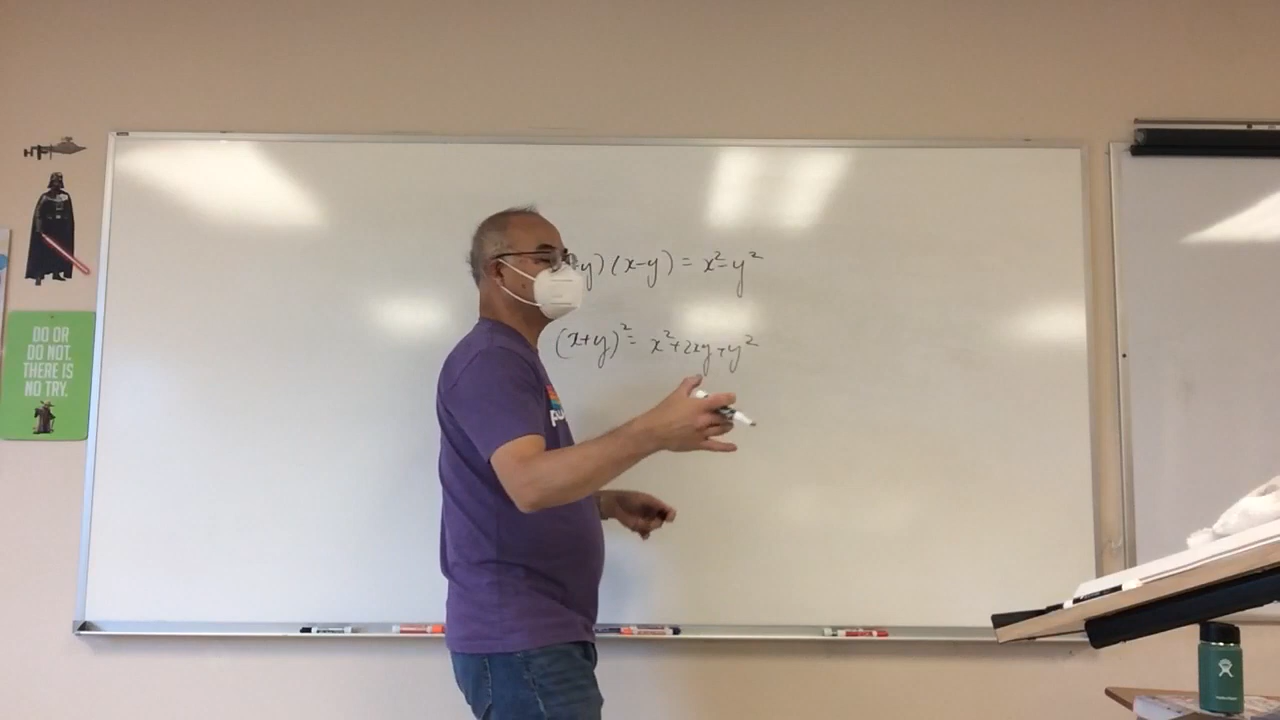 +y)(x-y) = x²-y²
(x+y)² = x²+2xy+y²
DO OR
DO NOT.
THERE IS
NO TRY.